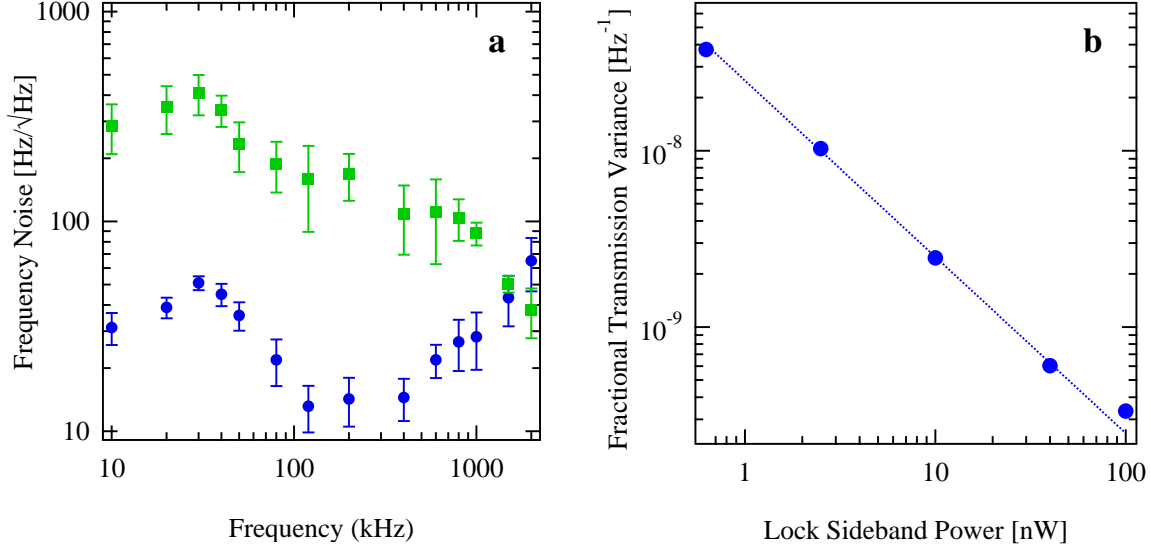 1000
a
Frequency Noise [Hz/√Hz]
100
10
10
100
1000
Frequency (kHz)
b
Fractional Transmission Variance [Hz-1]
10-8
10-9
1
10
100
Lock Sideband Power [nW]